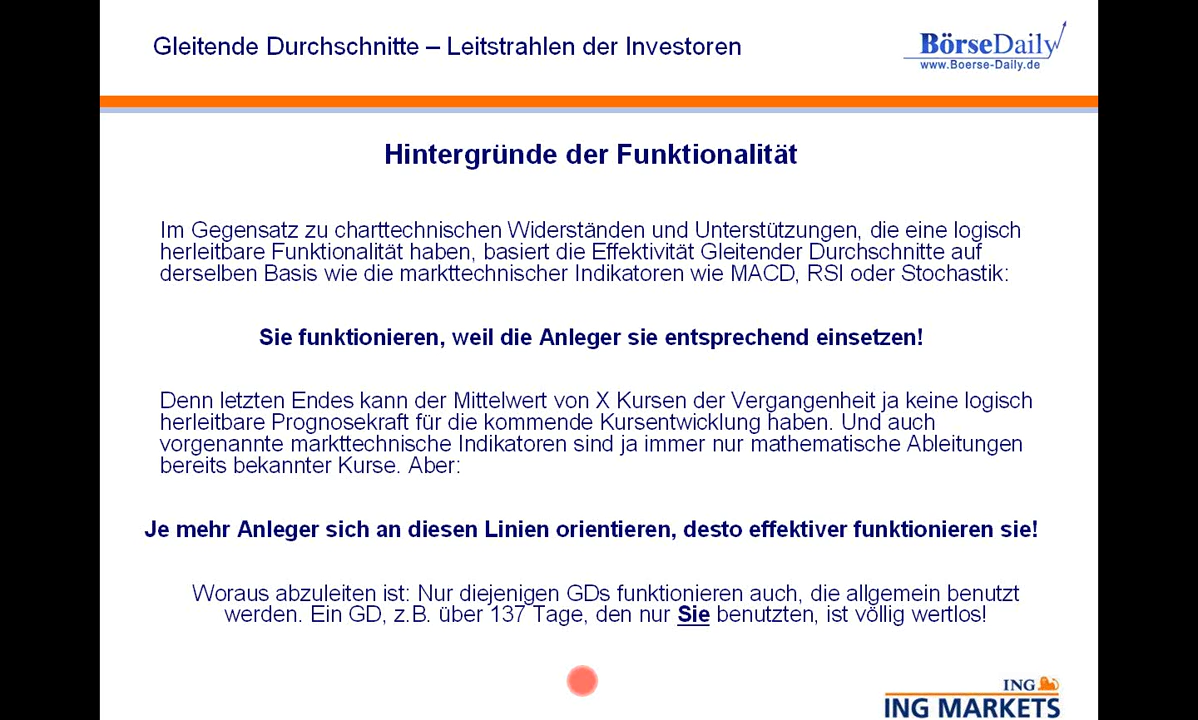 Gleitende Durchschnitte – Leitstrahlen der Investoren
BörseDaily
www.Boerse-Daily.de
Hintergründe der Funktionalität
Im Gegensatz zu charttechnischen Widerständen und Unterstützungen, die eine logisch
herleitbare Funktionalität haben, basiert die Effektivität Gleitender Durchschnitte auf
derselben Basis wie die markttechnischer Indikatoren wie MACD, RSI oder Stochastik:
Sie funktionieren, weil die Anleger sie entsprechend einsetzen!
Denn letzten Endes kann der Mittelwert von X Kursen der Vergangenheit ja keine logisch
herleitbare Prognosekraft für die kommende Kursentwicklung haben. Und auch
vorgenannte markttechnische Indikatoren sind ja immer nur mathematische Ableitungen
bereits bekannter Kurse. Aber:
Je mehr Anleger sich an diesen Linien orientieren, desto effektiver funktionieren sie!
Woraus abzuleiten ist: Nur diejenigen GDs funktionieren auch, die allgemein benutzt
werden. Ein GD, z.B. über 137 Tage, den nur Sie benutzten, ist völlig wertlos!
ING
ING MARKETS